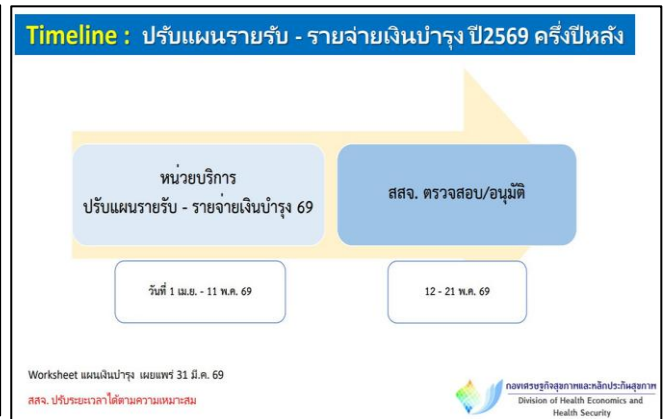 Timeline : ปรับแผนรายรับ - รายจ่ายเงินบำรุง ปี2569 ครึ่งปีหลัง
หน่วยบริการ
ปรับแผนรายรับ - รายจ่ายเงินบำรุง 69
สสจ. ตรวจสอบ/อนุมัติ
วันที่ 1 เม.ย. - 11 พ.ค. 69
12 - 21 พ.ค. 69
Worksheet แผนเงินบำรุง เผยแพร่ 31 มี.ค. 69
สสจ. ปรับระยะเวลาได้ตามความเหมาะสม
กองเศรษฐกิจสุขภาพและหลักประกันสุขภาพ
Division of Health Economics and
Health Security